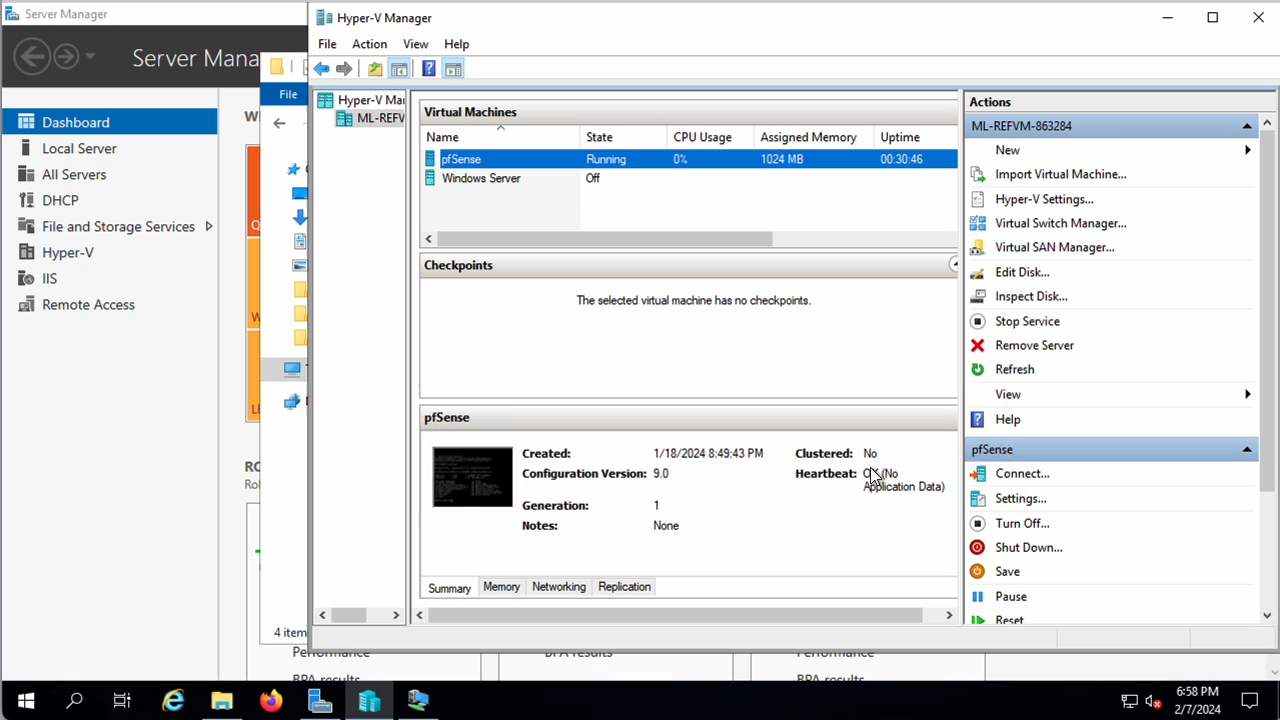 Server Manager
Server Mana
Dashboard
Local Server
All Servers
DHCP
File and Storage Services
Hyper-V
IIS
Remote Access
File
4 item
Performance
BPA results
BPA results
Performance
BPA results
Hyper-V Manager
File Action View Help
Hyper-V Mar
ML-REFV
Virtual Machines
Name State CPU Usage Assigned Memory Uptime
pfSense Running 0% 1024 MB 00:30:46
Windows Server Off
Checkpoints
The selected virtual machine has no checkpoints.
pfSense
Created: 1/18/2024 8:49:43 PM Clustered: No
Configuration Version: 9.0 Heartbeat: (No
Application Data)
Generation: 1
Notes: None
Summary Memory Networking Replication
Actions
ML-REFVM-863284
New
Import Virtual Machine...
Hyper-V Settings...
Virtual Switch Manager...
Virtual SAN Manager...
Edit Disk...
Inspect Disk...
Stop Service
Remove Server
Refresh
View
Help
pfSense
Connect...
Settings...
Turn Off...
Shut Down...
Save
Pause
Reset
6:58 PM
2/7/2024